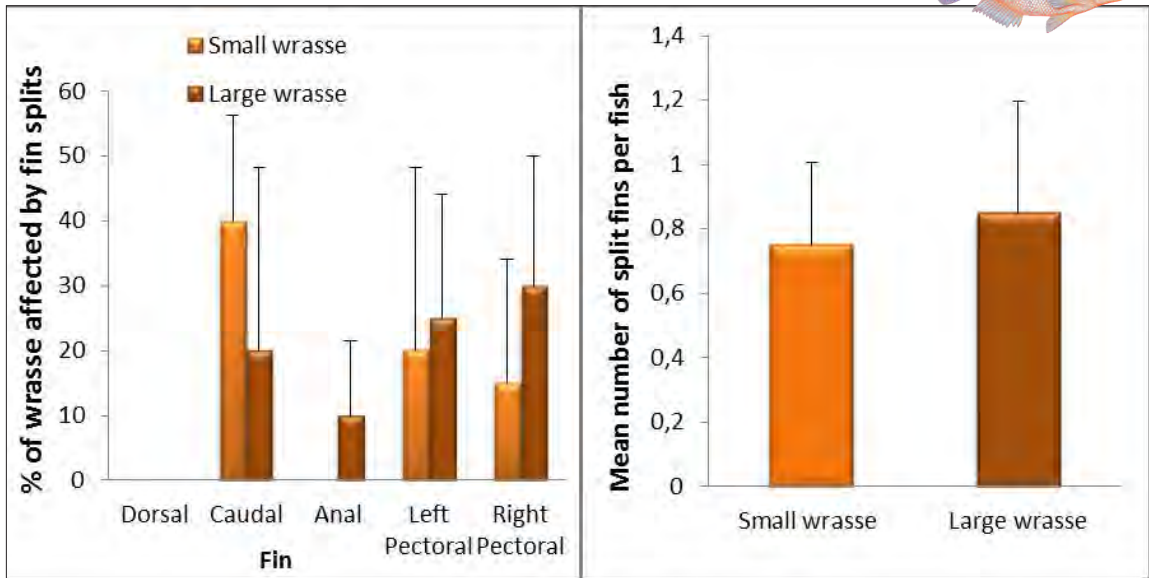 Small wrasse
Large wrasse
% of wrasse affected by fin splits
60
50
40
30
20
10
0
Dorsal Caudal Anal Left Pectoral Right Pectoral
Fin
Mean number of split fins per fish
1,4
1,2
1
0,8
0,6
0,4
0,2
0
Small wrasse Large wrasse